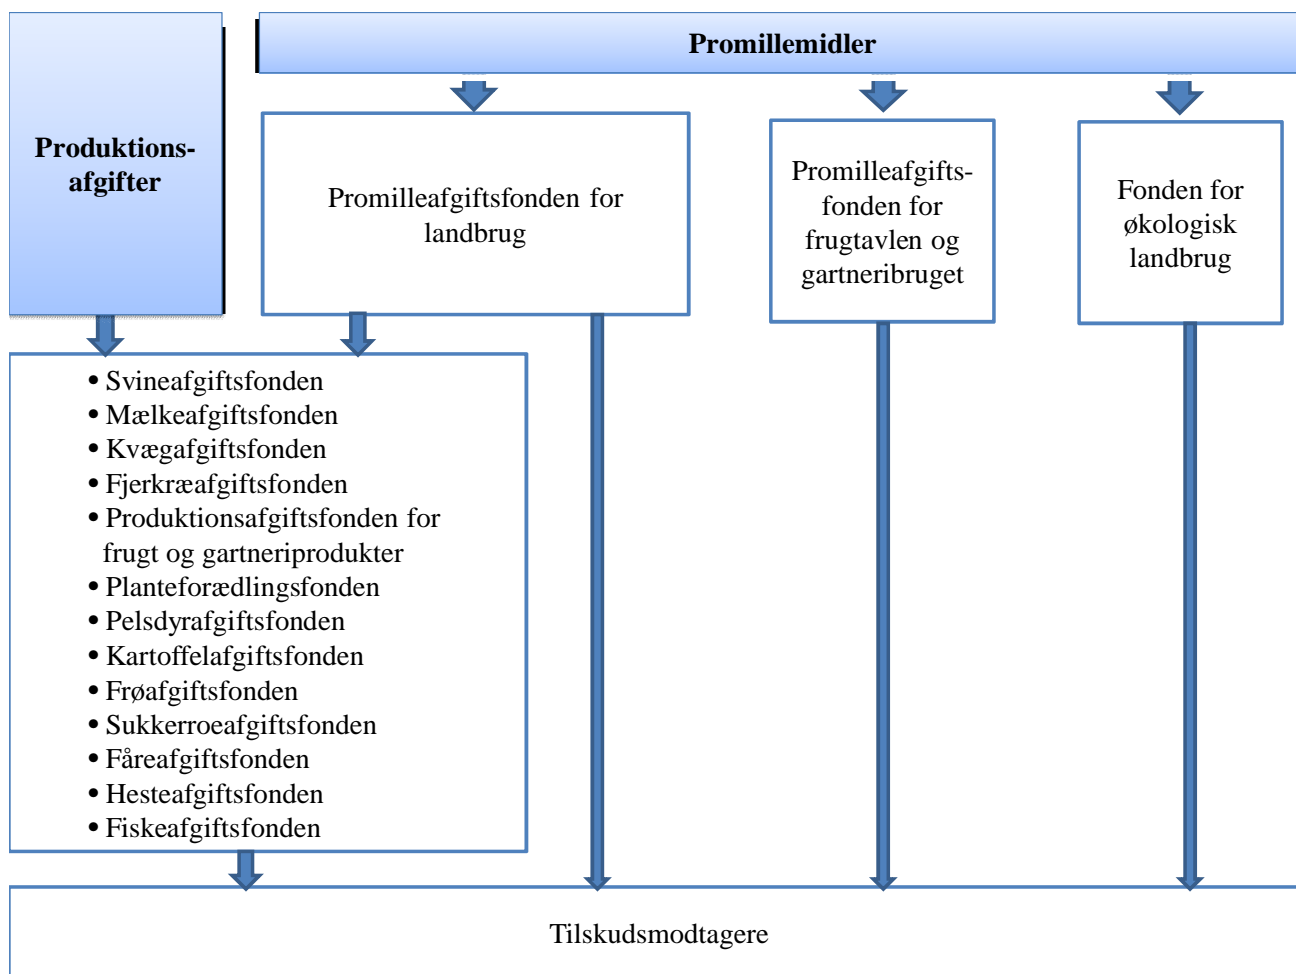 Promillemidler
Produktions-
afgifter
Promilleafgiftsfonden for
landbrug
Promilleafgifts-
fonden for
frugtavlen og
gartneribruget
Fonden for
økologisk
landbrug
• Svineafgiftsfonden
• Mælkeafgiftsfonden
• Kvægafgiftsfonden
• Fjerkræafgiftsfonden
• Produktionsafgiftsfonden for
frugt og gartneriprodukter
• Planteforædlingsfonden
• Pelsdyrafgiftsfonden
• Kartoffelafgiftsfonden
• Frøafgiftsfonden
• Sukkerroeafgiftsfonden
• Fåreafgiftsfonden
• Hesteafgiftsfonden
• Fiskeafgiftsfonden
Tilskudsmodtagere